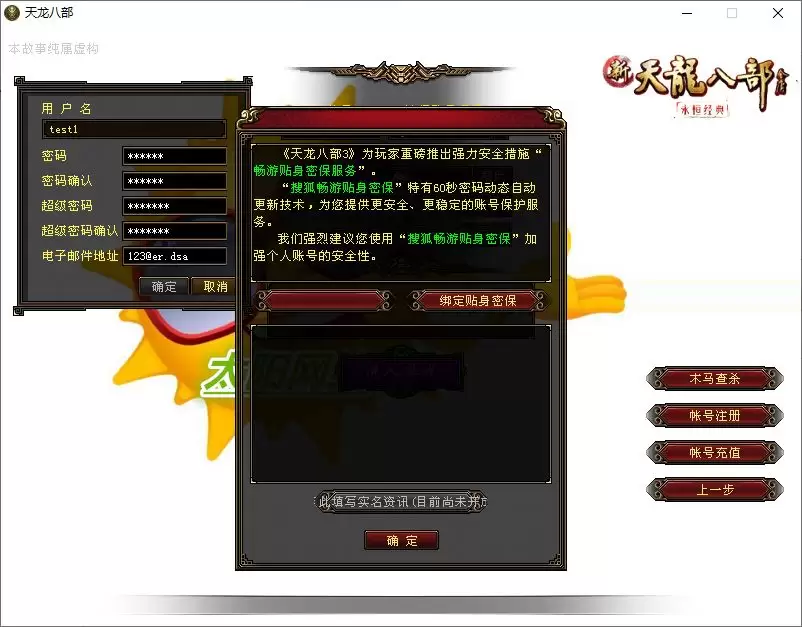 天龙八部
本故事纯属虚构
新天龍八部
永恒经典
用 户 名
test1
密码
******
密码确认
******
超级密码
*******
超级密码确认
*******
电子邮件地址
123@er.dsa
确定
取消
《天龙八部3》为玩家重磅推出强力安全措施“
畅游贴身密保服务”。
“搜狐畅游贴身密保”特有60秒密码动态自动
更新技术，为您提供更安全、更稳定的账号保护服
务。
我们强烈建议您使用“搜狐畅游贴身密保”加
强个人账号的安全性。
绑定贴身密保
此填写实名资讯(目前尚未开放
确 定
木马查杀
帐号注册
帐号充值
上一步